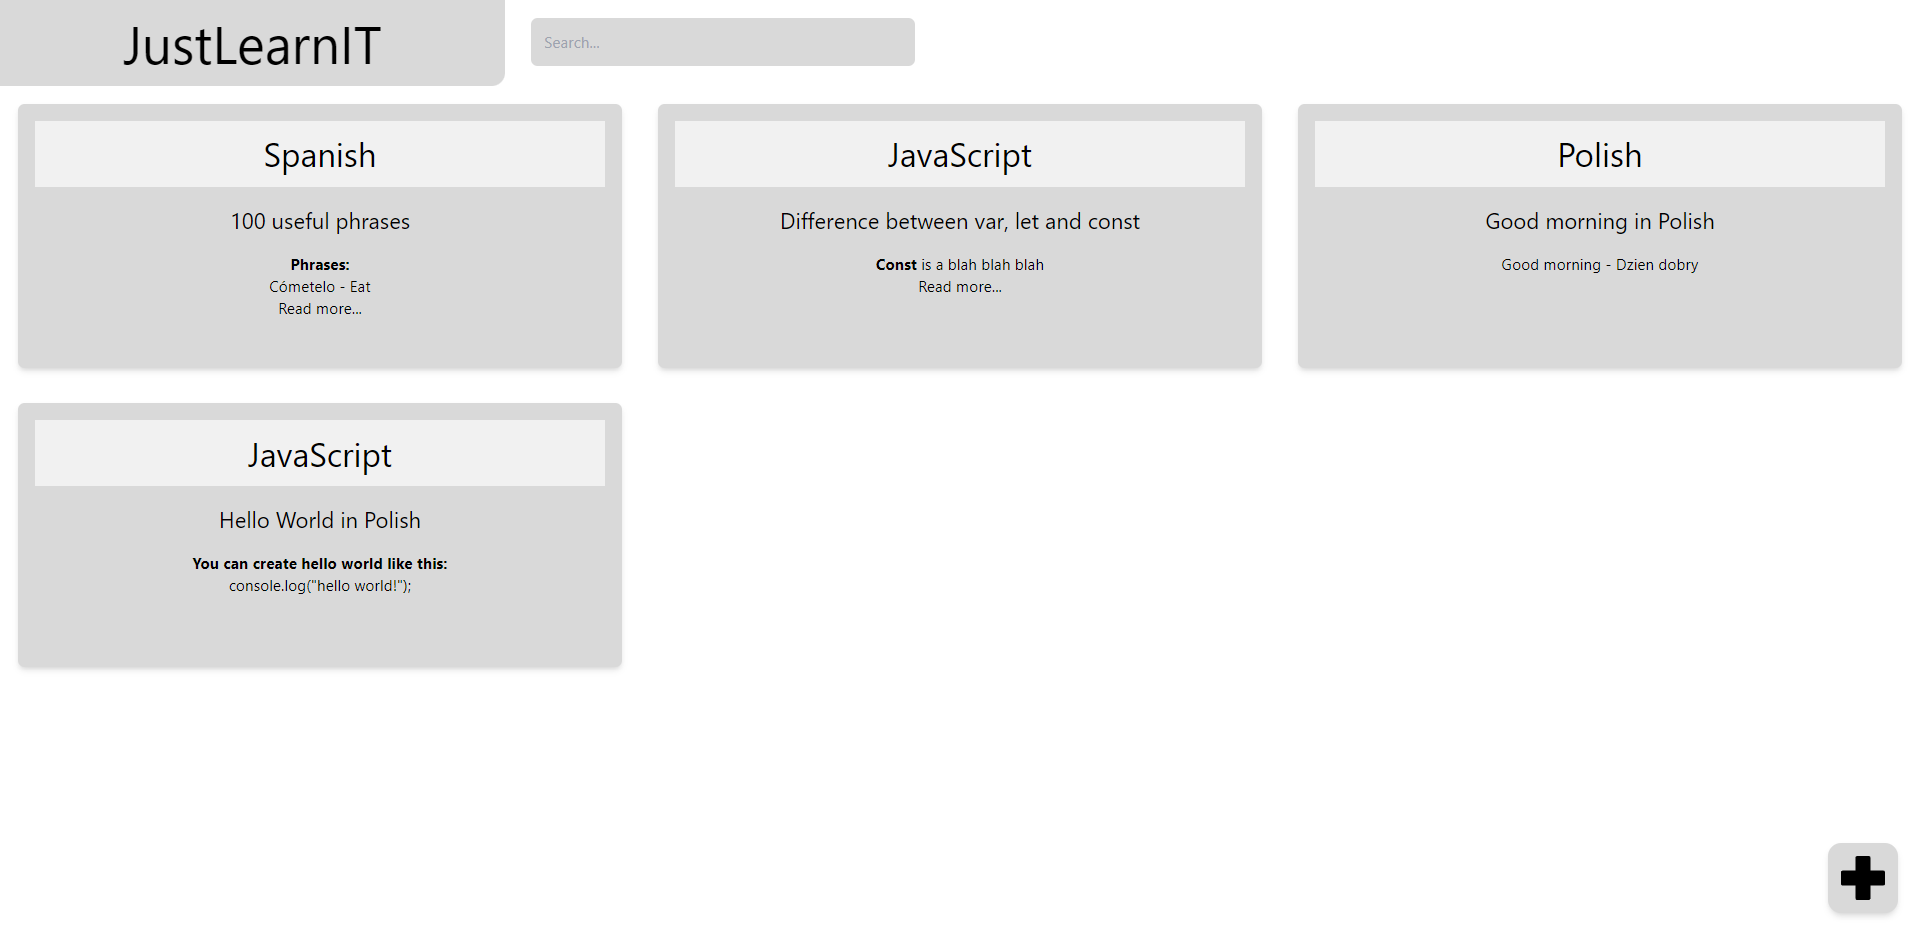 JustLearnIT
Search...
Spanish
100 useful phrases
Phrases:
Cómetelo - Eat
Read more...
JavaScript
Difference between var, let and const
Const is a blah blah blah
Read more...
Polish
Good morning in Polish
Good morning - Dzien dobry
JavaScript
Hello World in Polish
You can create hello world like this:
console.log("hello world!");